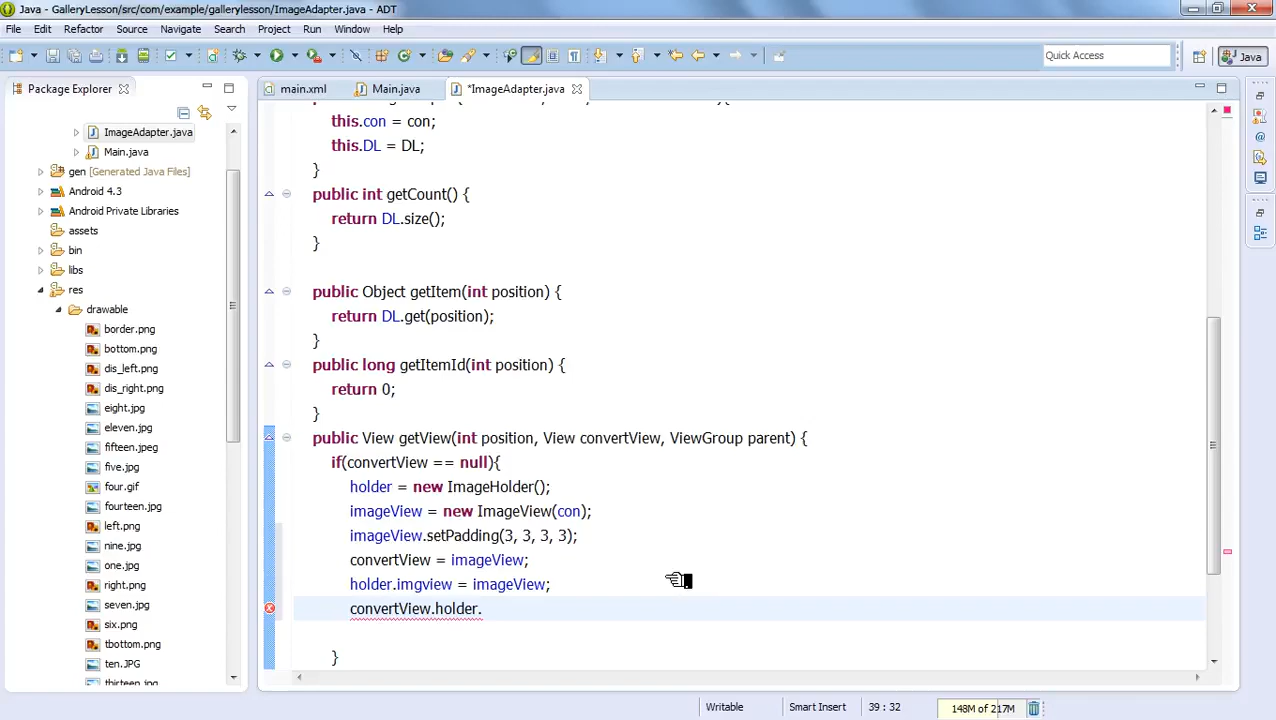 Java - GalleryLesson/src/com/example/gallerylesson/ImageAdapter.java - ADT
File Edit Refactor Source Navigate Search Project Run Window Help
Quick Access
Java
Package Explorer
main.xml
Main.java
*ImageAdapter.java
ImageAdapter.java
Main.java
gen [Generated Java Files]
Android 4.3
Android Private Libraries
assets
bin
libs
res
drawable
border.png
bottom.png
dis_left.png
dis_right.png
eight.jpg
eleven.jpg
fifteen.jpeg
five.jpg
four.gif
fourteen.jpg
left.png
nine.jpg
one.jpg
right.png
seven.jpg
six.png
tbottom.png
ten.JPG
thirteen.jpg
this.con = con;
this.DL = DL;
}
public int getCount() {
return DL.size();
}
public Object getItem(int position) {
return DL.get(position);
}
public long getItemId(int position) {
return 0;
}
public View getView(int position, View convertView, ViewGroup parent) {
if(convertView == null){
holder = new ImageHolder();
imageView = new ImageView(con);
imageView.setPadding(3, 3, 3, 3);
convertView = imageView;
holder.imgview = imageView;
convertView.holder.
}
Writable
Smart Insert
39 : 32
148M of 217M